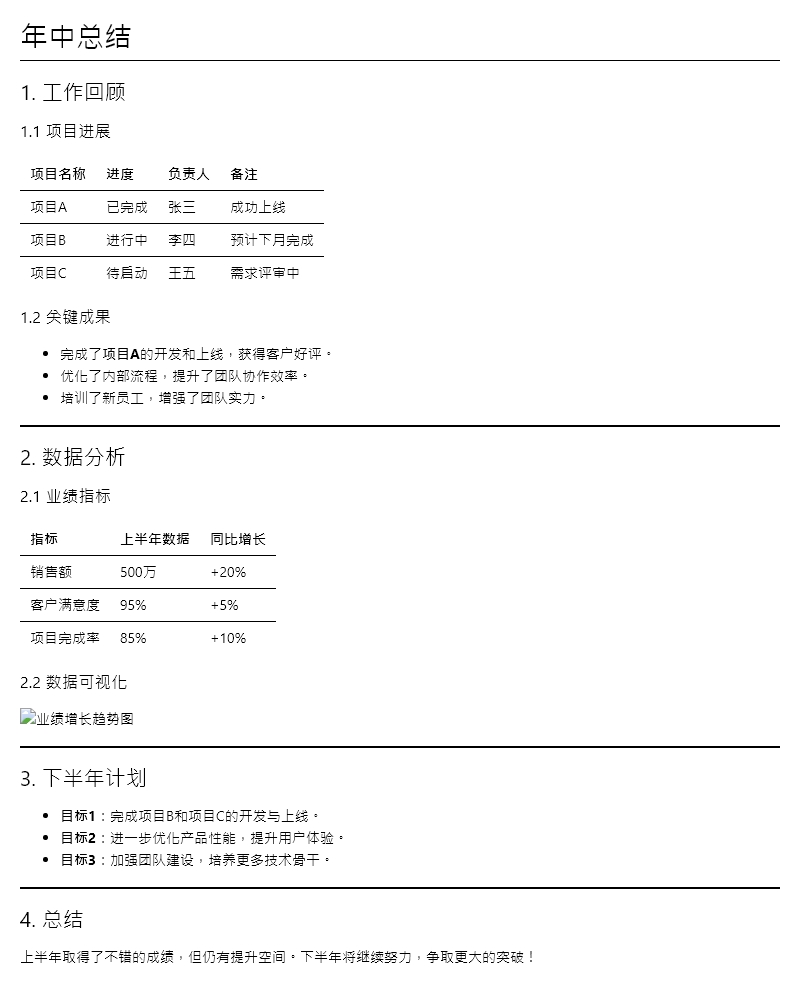 年中总结
1. 工作回顾
1.1 项目进展
项目名称 进度 负责人 备注
项目A 已完成 张三 成功上线
项目B 进行中 李四 预计下月完成
项目C 待启动 王五 需求评审中
1.2 关键成果
• 完成了项目A的开发和上线，获得客户好评。
• 优化了内部流程，提升了团队协作效率。
• 培训了新员工，增强了团队实力。
2. 数据分析
2.1 业绩指标
指标 上半年数据 同比增长
销售额 500万 +20%
客户满意度 95% +5%
项目完成率 85% +10%
2.2 数据可视化
业绩增长趋势图
3. 下半年计划
• 目标1：完成项目B和项目C的开发与上线。
• 目标2：进一步优化产品性能，提升用户体验。
• 目标3：加强团队建设，培养更多技术骨干。
4. 总结
上半年取得了不错的成绩，但仍有提升空间。下半年将继续努力，争取更大的突破！